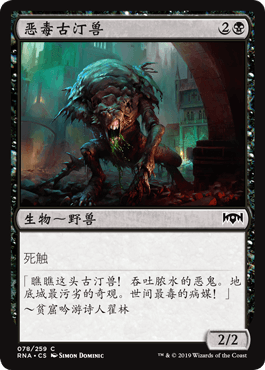 恶毒古汀兽 2
生物～野兽
死触
「瞧瞧这头古汀兽！吞吐脓水的恶鬼。地
底城最污劣的奇观。世间最毒的病媒！」
～贫窟吟游诗人瞿林
2/2
078/259 C
RNA • CS SIMON DOMINIC
™ & © 2019 Wizards of the Coast